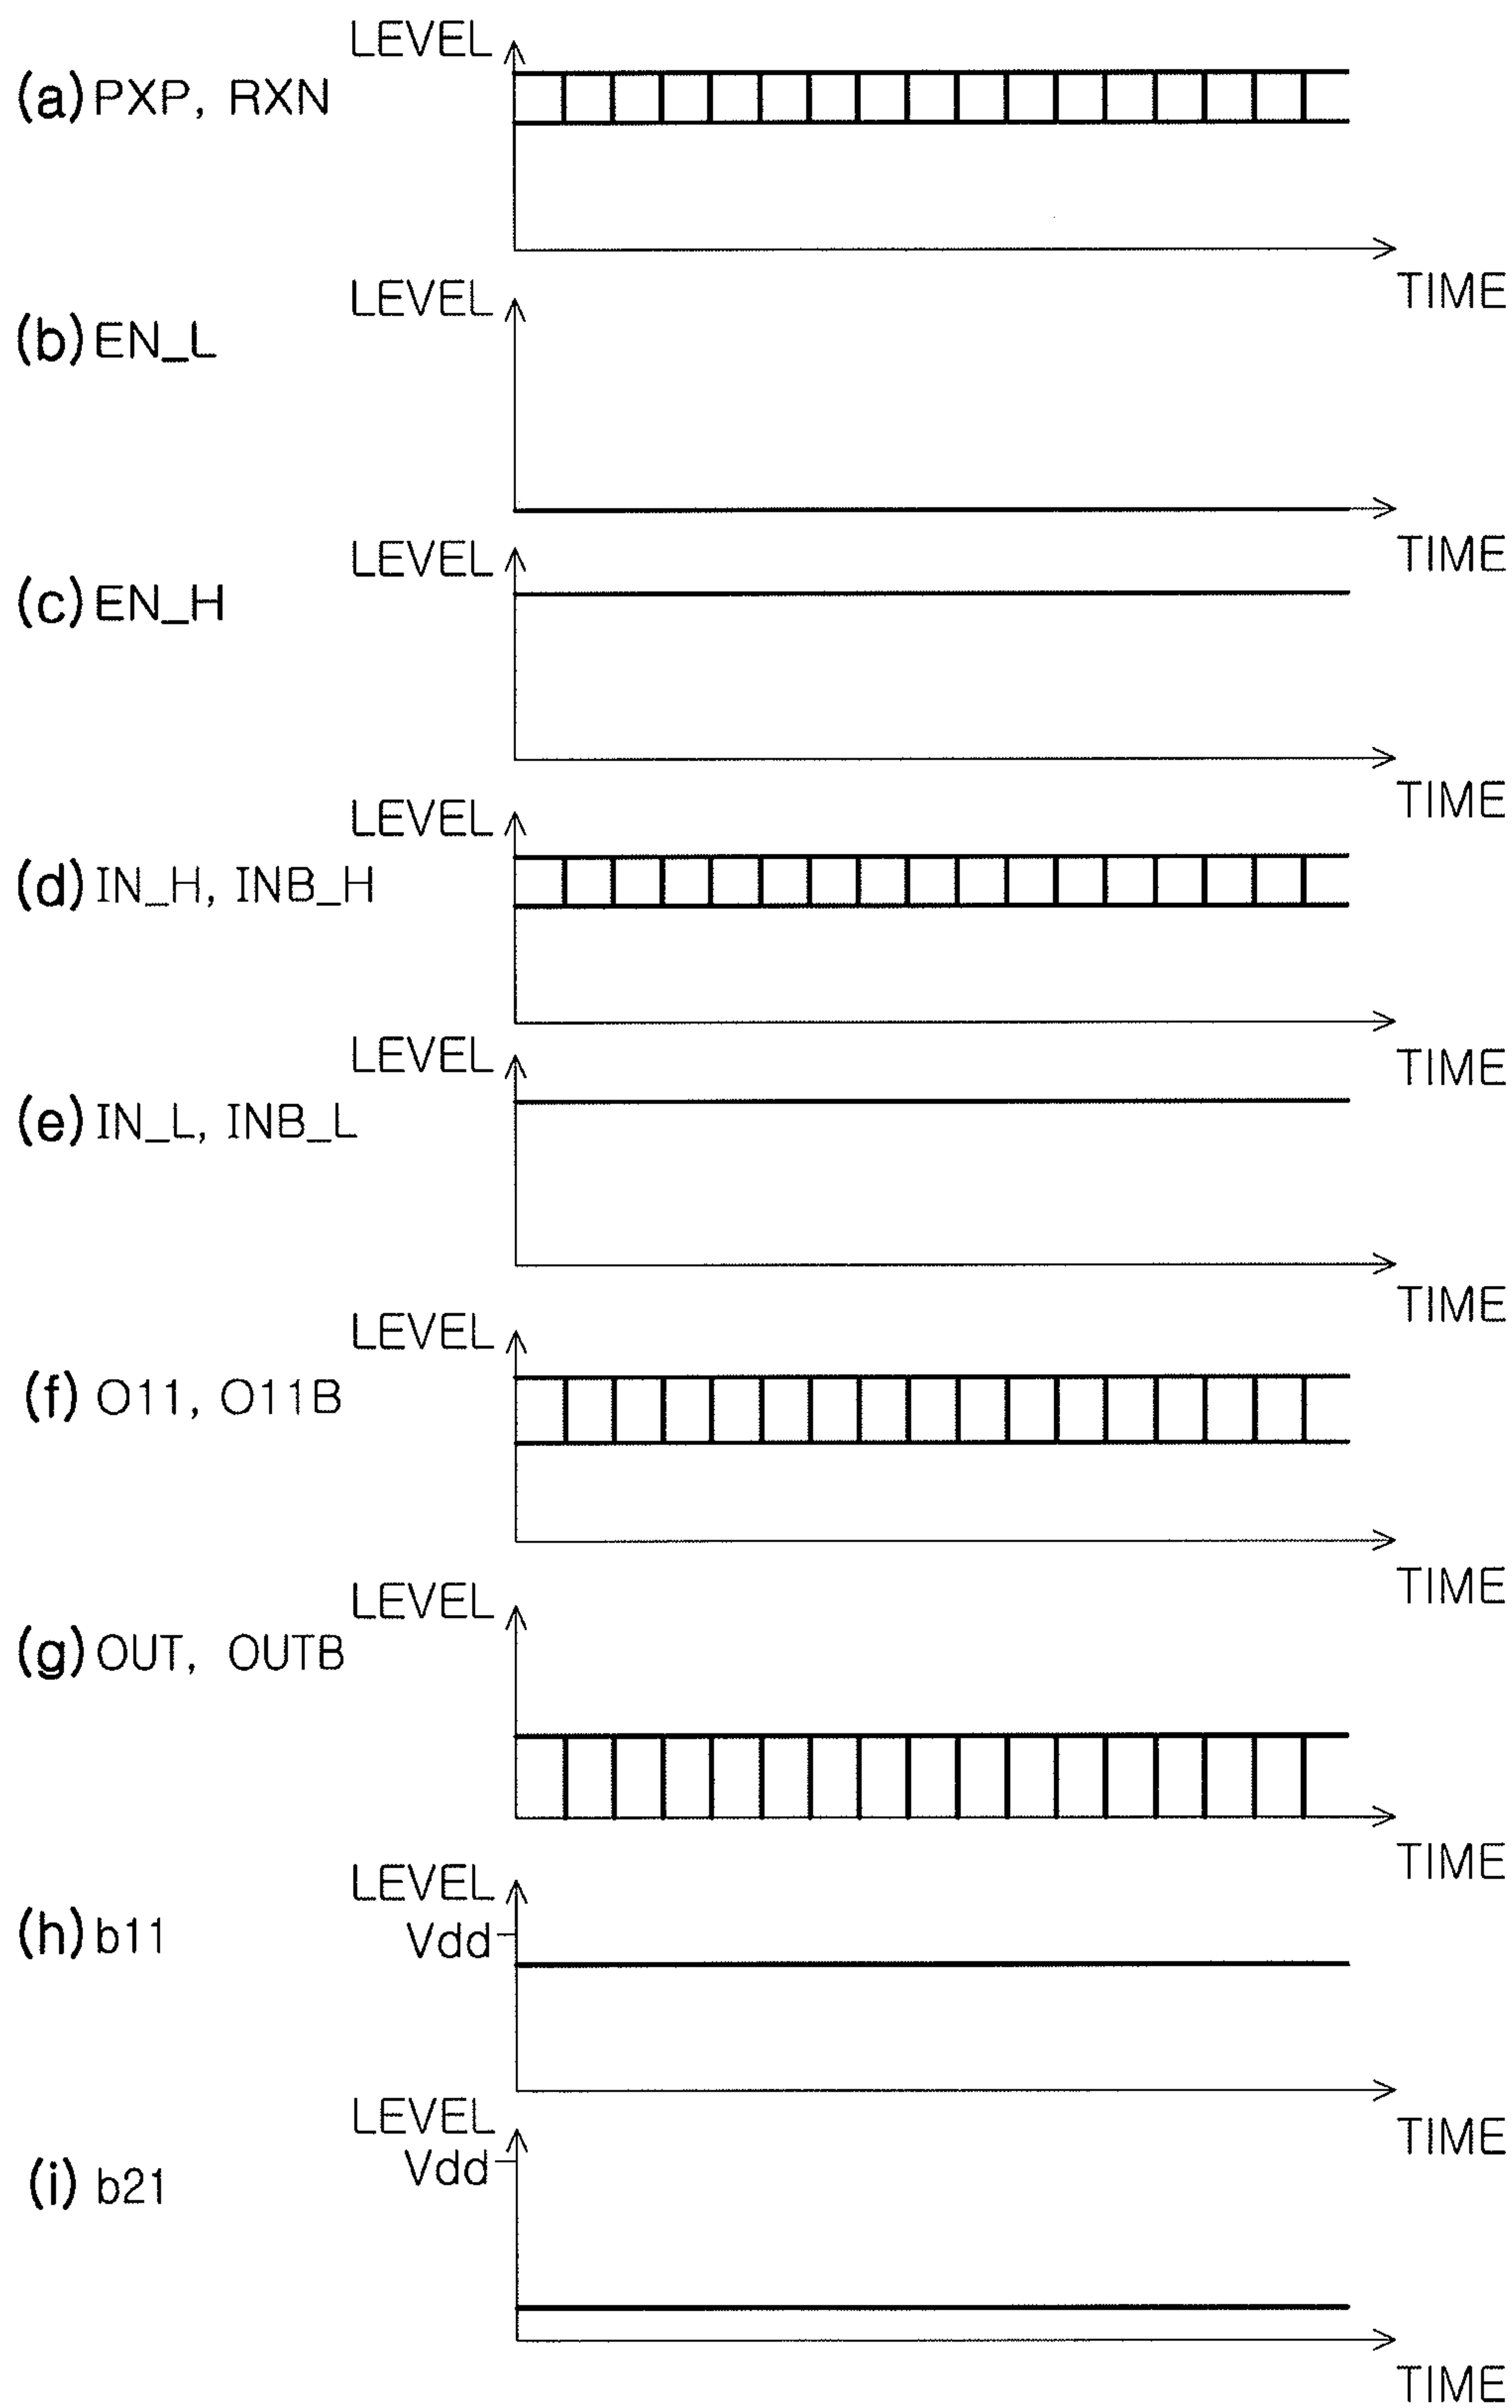 LEVEL
(a) PXP, RXN
TIME
LEVEL
(b) EN_L
TIME
LEVEL
(c) EN_H
TIME
LEVEL
(d) IN_H, INB_H
TIME
LEVEL
(e) IN_L, INB_L
TIME
LEVEL
(f) O11, O11B
TIME
LEVEL
(g) OUT, OUTB
TIME
LEVEL
(h) b11
Vdd
TIME
LEVEL
Vdd
(i) b21
TIME